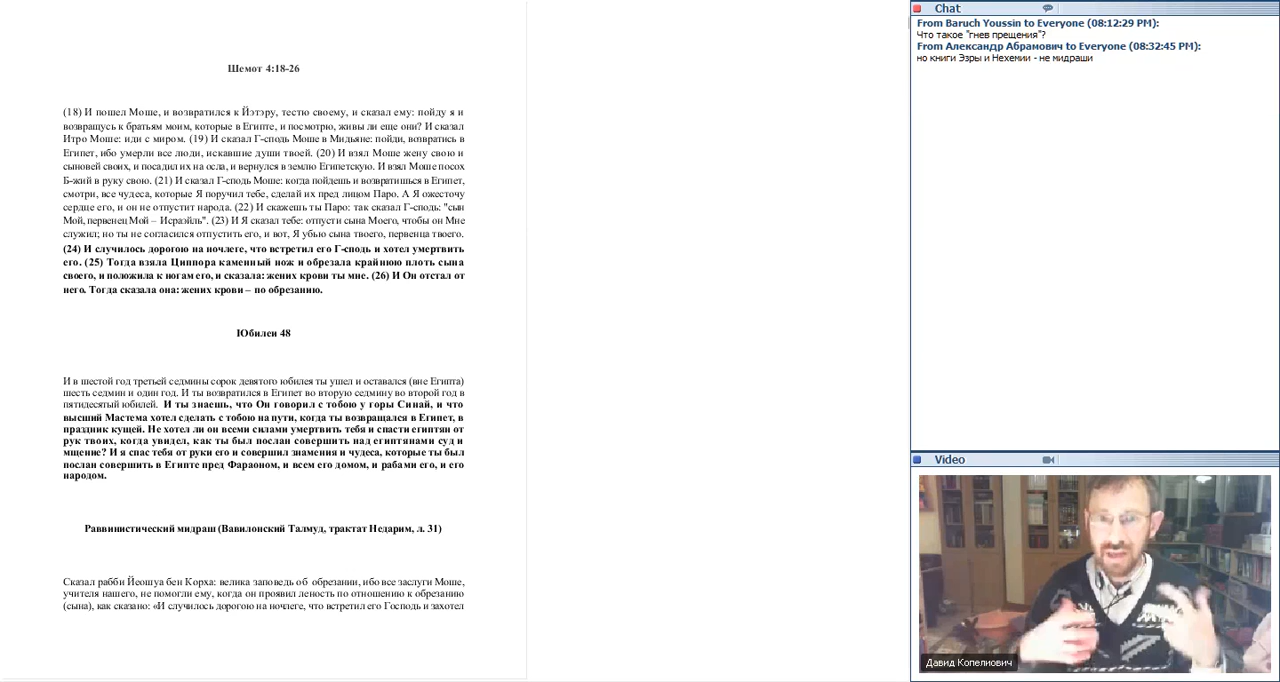 Шемот 4:18-26
(18) И пошел Моше, и возвратился к Йэтэру, тестю своему, и сказал ему: пойду я и
возвращусь к братьям моим, которые в Египте, и посмотрю, живы ли еще они? И сказал
Итро Моше: иди с миром. (19) И сказал Г-сподь Моше в Мидьяне: пойди, возвратись в
Египет, ибо умерли все люди, искавшие души твоей. (20) И взял Моше жену свою и
сыновей своих, и посадил их на осла, и вернулся в землю Египетскую. И взял Моше посох
Б-жий в руку свою. (21) И сказал Г-сподь Моше: когда пойдешь и возвратишься в Египет,
смотри, все чудеса, которые Я поручил тебе, сделай их пред лицом Паро. А Я ожесточу
сердце его, и он не отпустит народа. (22) И скажешь ты Паро: так сказал Г-сподь: "сын
Мой, первенец Мой – Исраэйль". (23) И Я сказал тебе: отпусти сына Моего, чтобы он Мне
служил; но ты не согласился отпустить его, и вот, Я убью сына твоего, первенца твоего.
(24) И случилось дорогою на ночлеге, что встретил его Г-сподь и хотел умертвить
его. (25) Тогда взяла Циппора каменный нож и обрезала крайнюю плоть сына
своего, и положила к ногам его, и сказала: жених крови ты мне. (26) И Он отстал от
него. Тогда сказала она: жених крови – по обрезанию.
Юбилеи 48
И в шестой год третьей седмины сорок девятого юбилея ты ушел и оставался (вне Египта)
шесть седмин и один год. И ты возвратился в Египет во вторую седмину во второй год в
пятидесятый юбилей. И ты знаешь, что Он говорил с тобою у горы Синай, и что
высший Мастема хотел сделать с тобою на пути, когда ты возвращался в Египет, в
праздник кущей. Не хотел ли он всеми силами умертвить тебя и спасти египтян от
рук твоих, когда увидел, как ты был послан совершить над египтянами суд и
мщение? И я спас тебя от руки его и совершил знамения и чудеса, которые ты был
послан совершить в Египте пред Фараоном, и всем его домом, и рабами его, и его
народом.
Раввинистический мидраш (Вавилонский Талмуд, трактат Недарим, л. 31)
Сказал рабби Йеошуа бен Корха: велика заповедь об обрезании, ибо все заслуги Моше,
учителя нашего, не помогли ему, когда он проявил леность по отношению к обрезанию
(сына), как сказано: «И случилось дорогою на ночлеге, что встретил его Господь и захотел
Chat
From Baruch Youssin to Everyone (08:12:29 PM):
Что такое "гнев прещения"?
From Александр Абрамович to Everyone (08:32:45 PM):
но книги Эзры и Нехемии - не мидраши
Video
Давид Копелиович